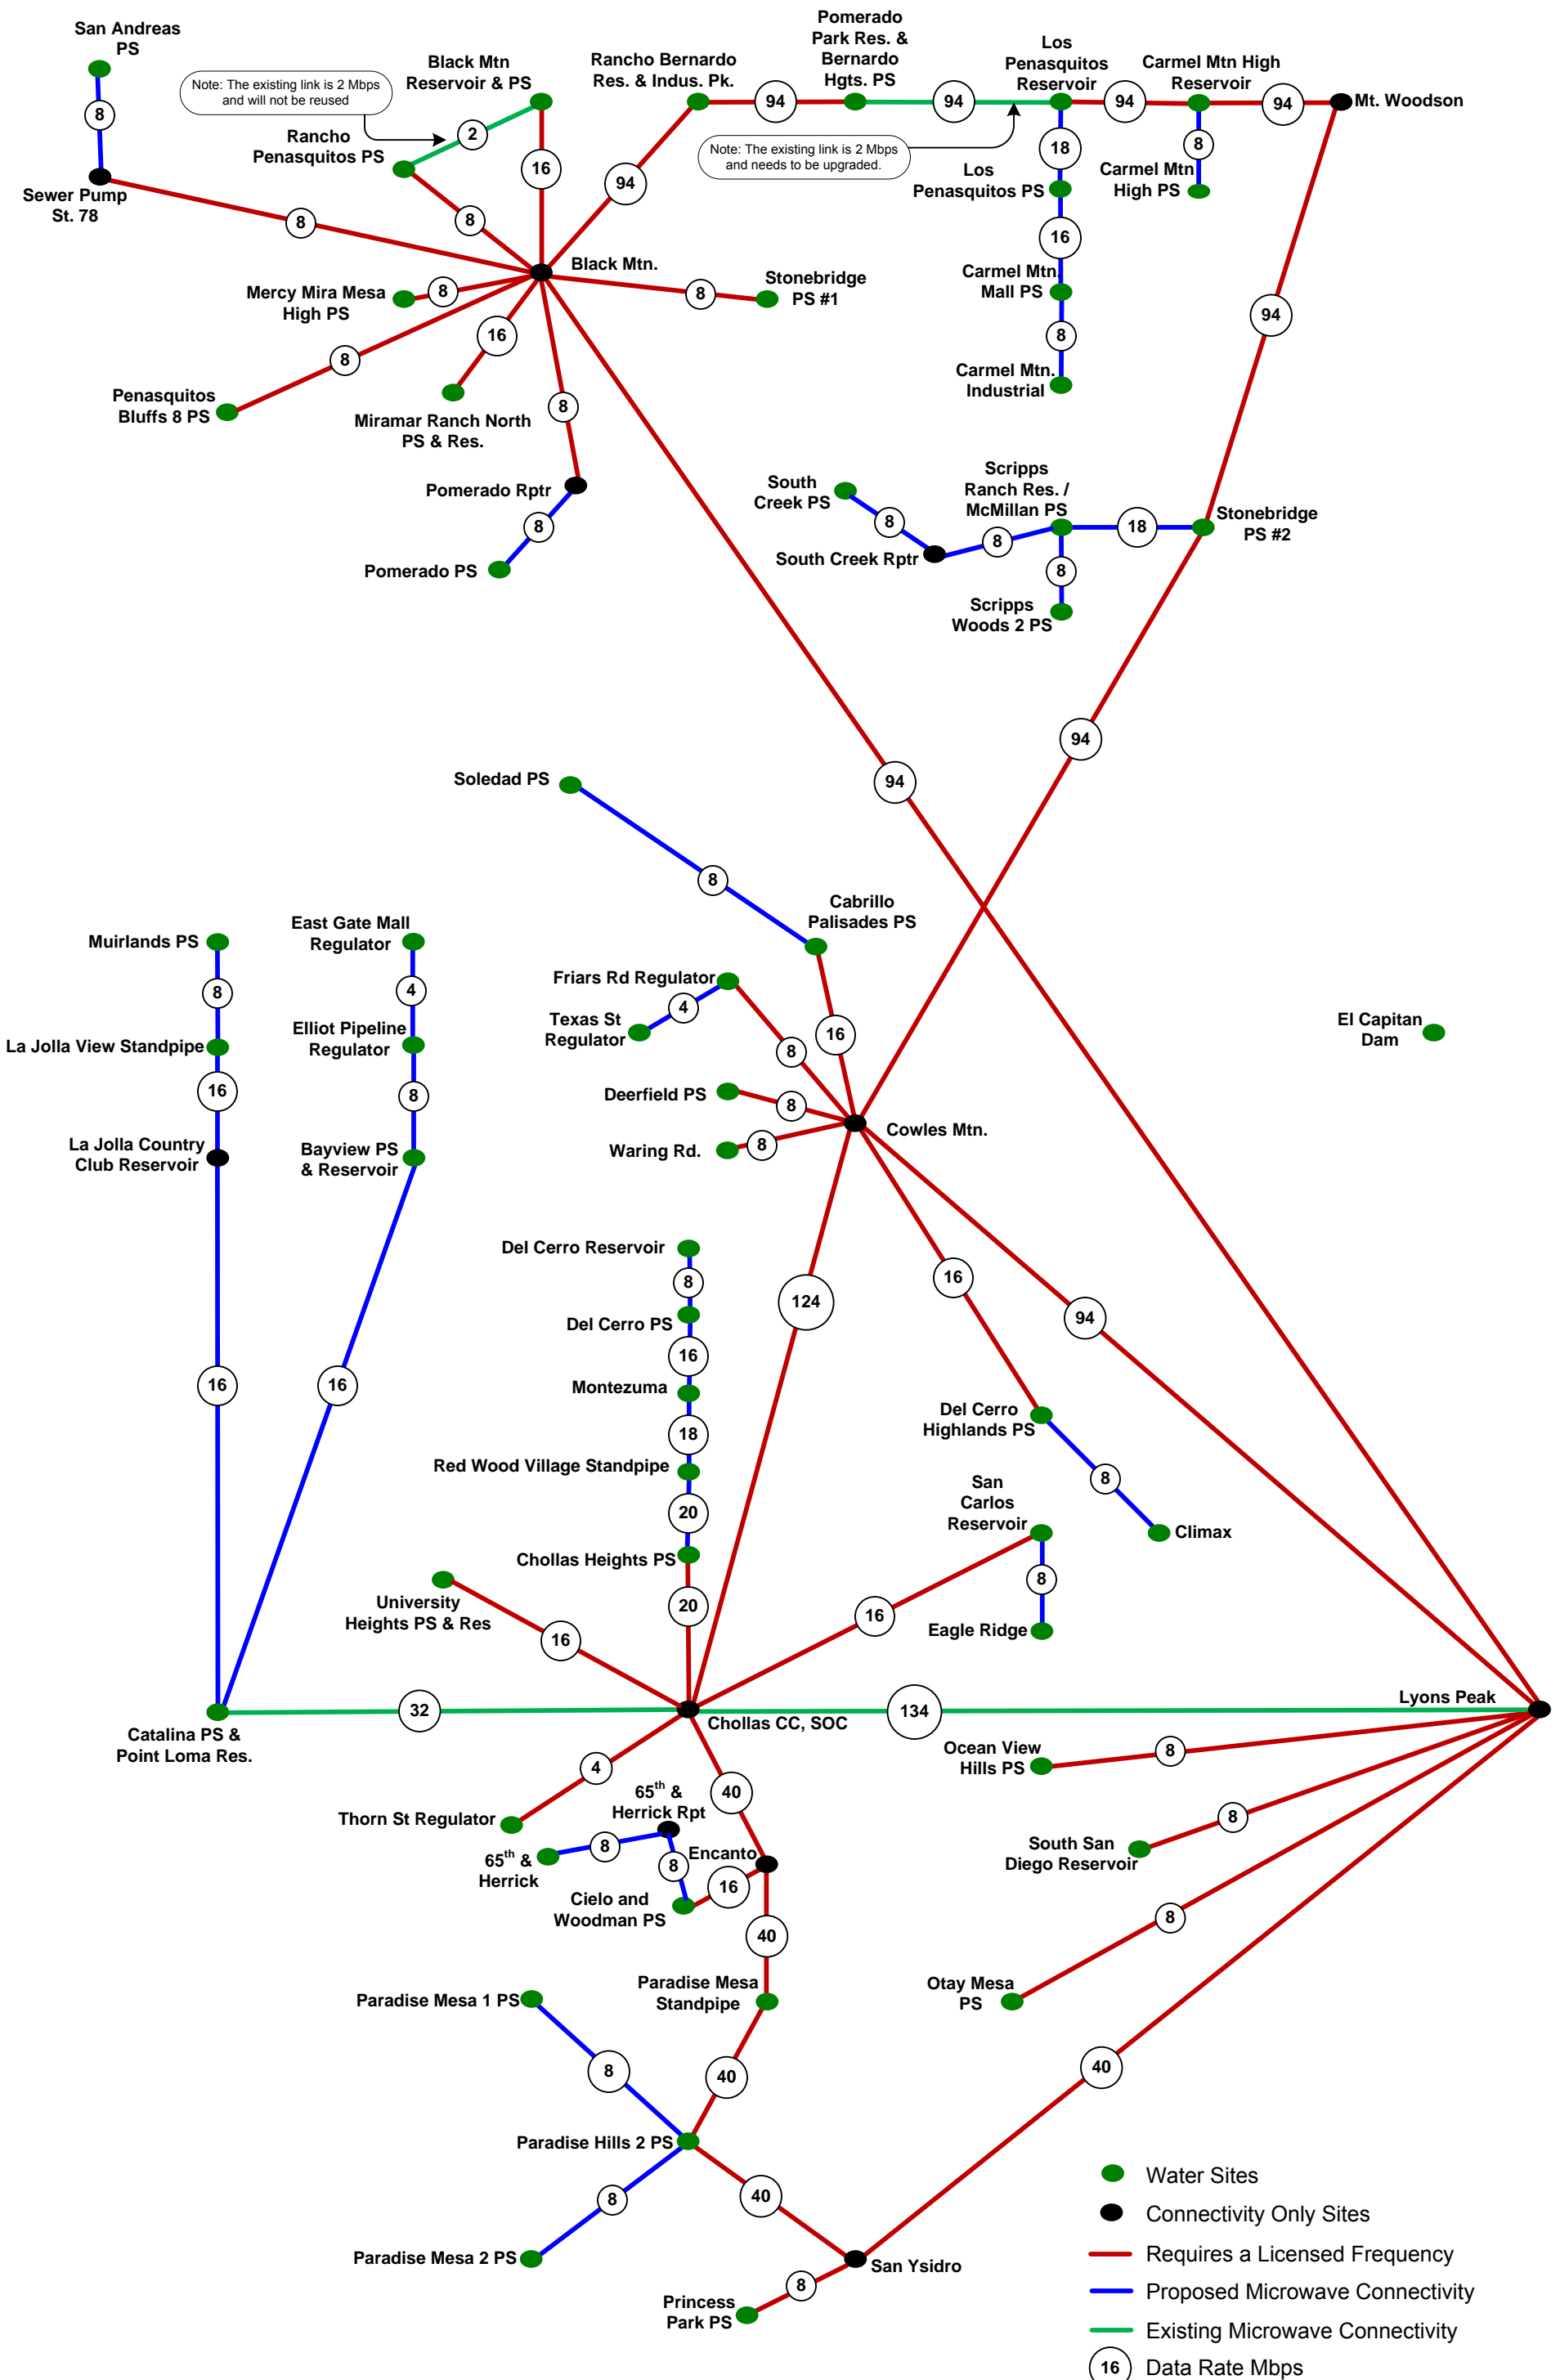 San Andreas
PS
8
Sewer Pump
St. 78
8
Note: The existing link is 2 Mbps
and will not be reused
Black Mtn
Reservoir & PS
2
Rancho
Penasquitos PS
8
16
Rancho Bernardo
Res. & Indus. Pk.
94
94
Pomerado
Park Res. &
Bernardo
Hgts. PS
94
Note: The existing link is 2 Mbps
and needs to be upgraded.
Los
Penasquitos
Reservoir
94
Carmel Mtn High
Reservoir
94
Mt. Woodson
18
Los
Penasquitos PS
8
Carmel Mtn
High PS
16
Carmel Mtn.
Mall PS
8
Carmel Mtn.
Industrial
94
Black Mtn.
Mercy Mira Mesa
High PS
8
8
Stonebridge
PS #1
16
8
Penasquitos
Bluffs 8 PS
Miramar Ranch North
PS & Res.
8
Pomerado Rptr
8
Pomerado PS
South
Creek PS
8
South Creek Rptr
8
Scripps
Ranch Res. /
McMillan PS
18
Stonebridge
PS #2
8
Scripps
Woods 2 PS
94
94
Soledad PS
8
Cabrillo
Palisades PS
Muirlands PS
8
La Jolla View Standpipe
16
La Jolla Country
Club Reservoir
16
East Gate Mall
Regulator
4
Elliot Pipeline
Regulator
8
Bayview PS
& Reservoir
16
Friars Rd Regulator
4
Texas St
Regulator
8
16
Deerfield PS
8
Waring Rd.
8
Cowles Mtn.
El Capitan
Dam
Del Cerro Reservoir
8
Del Cerro PS
16
Montezuma
18
Red Wood Village Standpipe
20
Chollas Heights PS
20
124
16
94
Del Cerro
Highlands PS
8
Climax
San
Carlos
Reservoir
16
8
Eagle Ridge
University
Heights PS & Res
16
Catalina PS &
Point Loma Res.
32
Chollas CC, SOC
134
Lyons Peak
Ocean View
Hills PS
8
South San
Diego Reservoir
8
Otay Mesa
PS
8
40
4
Thorn St Regulator
40
65th &
Herrick Rpt
8
65th &
Herrick
8
Encanto
16
Cielo and
Woodman PS
40
Paradise Mesa
Standpipe
Paradise Mesa 1 PS
8
40
Paradise Hills 2 PS
8
Paradise Mesa 2 PS
40
San Ysidro
8
Princess
Park PS
Water Sites
Connectivity Only Sites
Requires a Licensed Frequency
Proposed Microwave Connectivity
Existing Microwave Connectivity
16 Data Rate Mbps